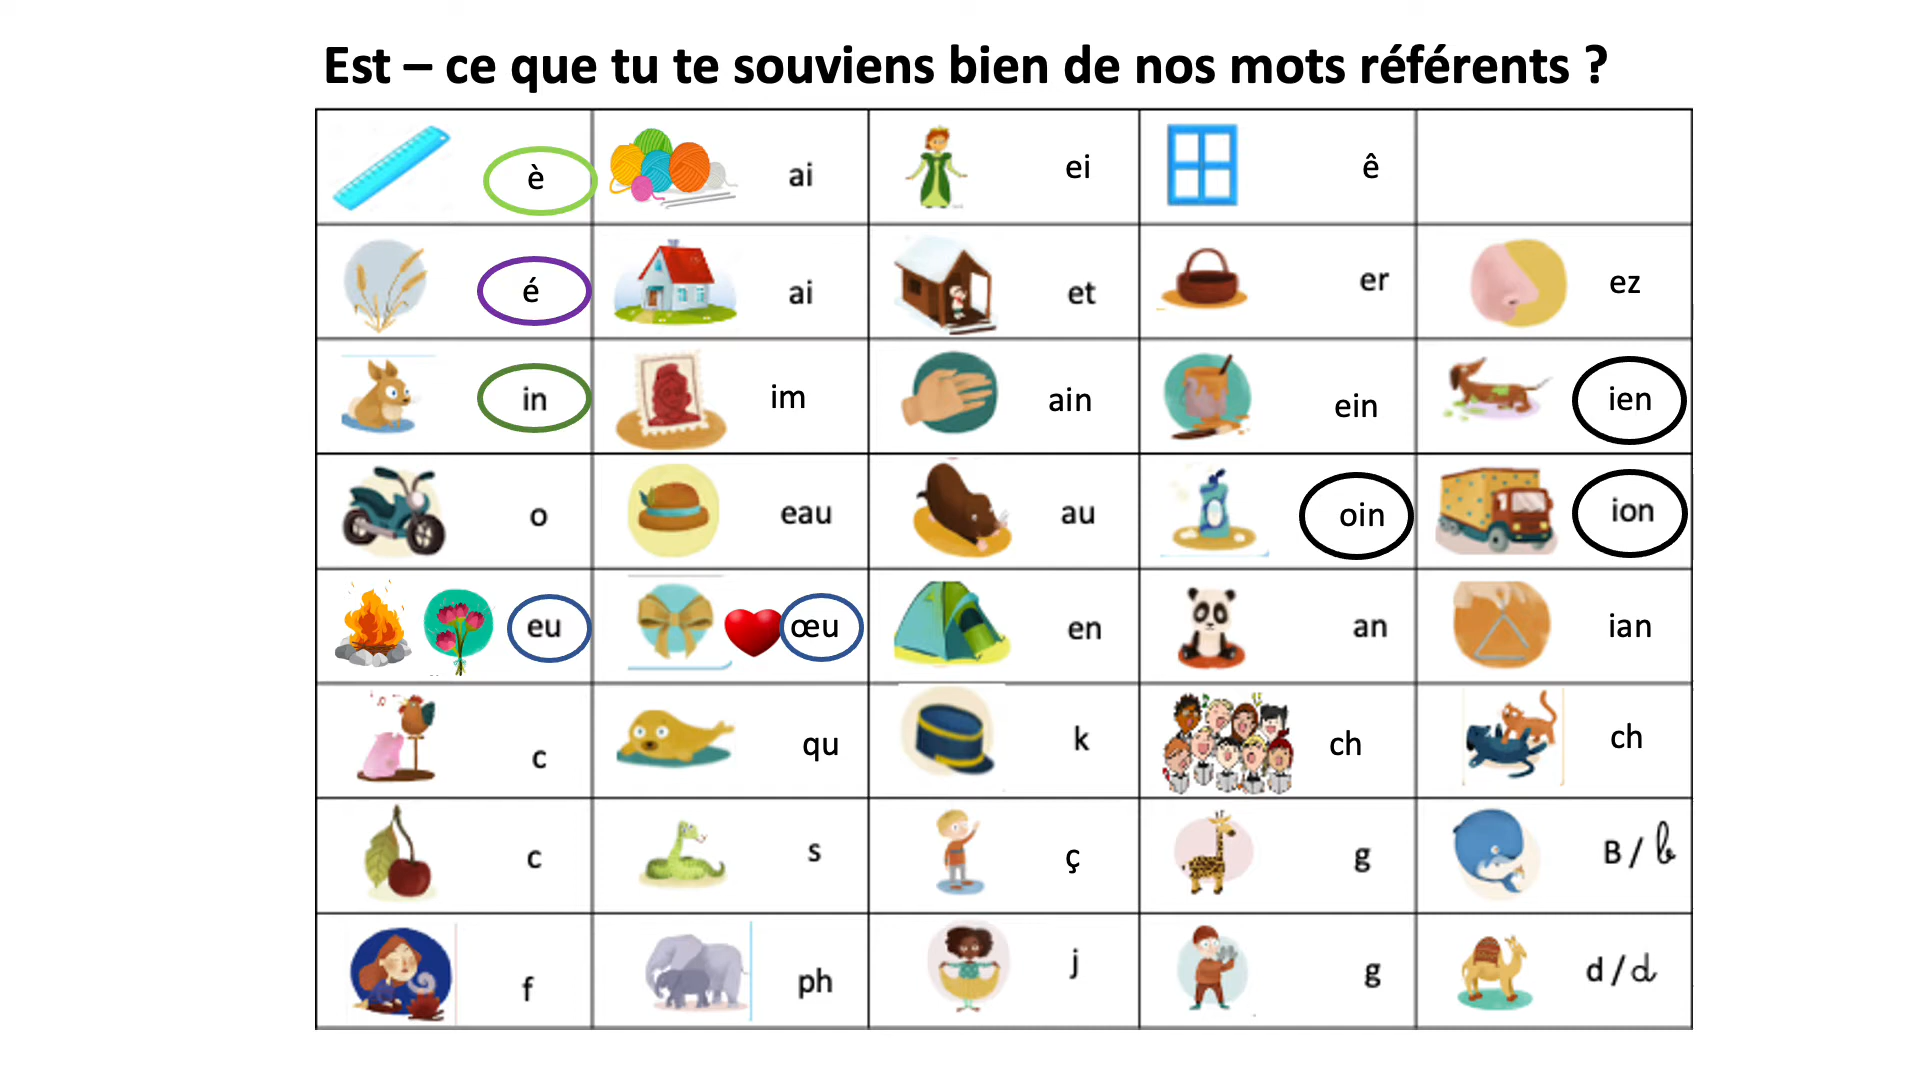 Est – ce que tu te souviens bien de nos mots référents ?
è ai ei ê
é ai et er ez
in im ain ein ien
o eau au oin ion
eu œu en an ian
c qu k ch ch
c s ç g B / b
f ph j g d / d